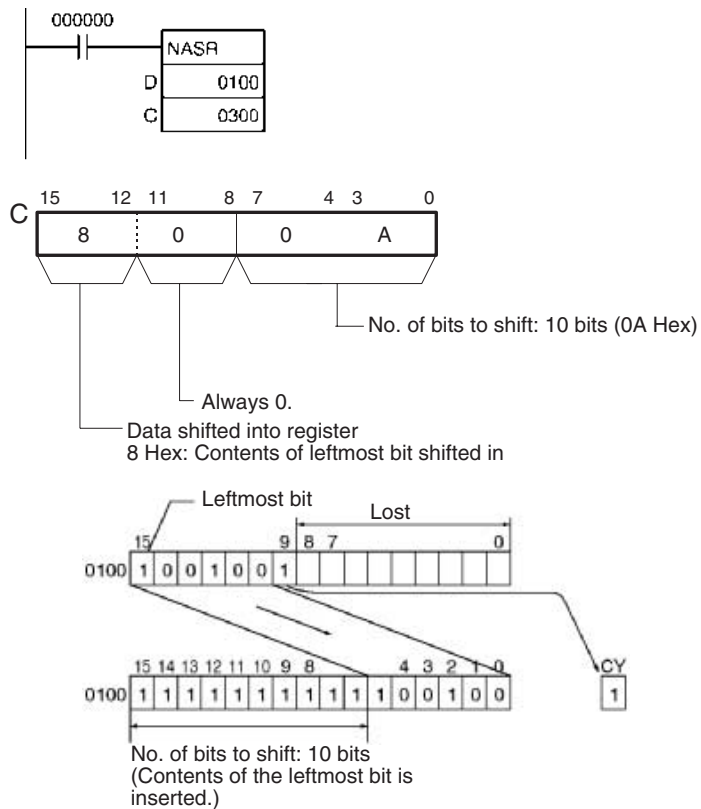 000000
NASR
D 0100
C 0300
15 12 11 8 7 4 3 0
C 8 0 0 A
No. of bits to shift: 10 bits (0A Hex)
Always 0.
Data shifted into register
8 Hex: Contents of leftmost bit shifted in
Leftmost bit
Lost
15 9 8 7 0
0100 1 0 0 1 0 0 1
15 14 13 12 11 10 9 8 4 3 2 1 0 CY
0100 1 1 1 1 1 1 1 1 1 1 1 0 0 1 0 0 1
No. of bits to shift: 10 bits
(Contents of the leftmost bit is
inserted.)